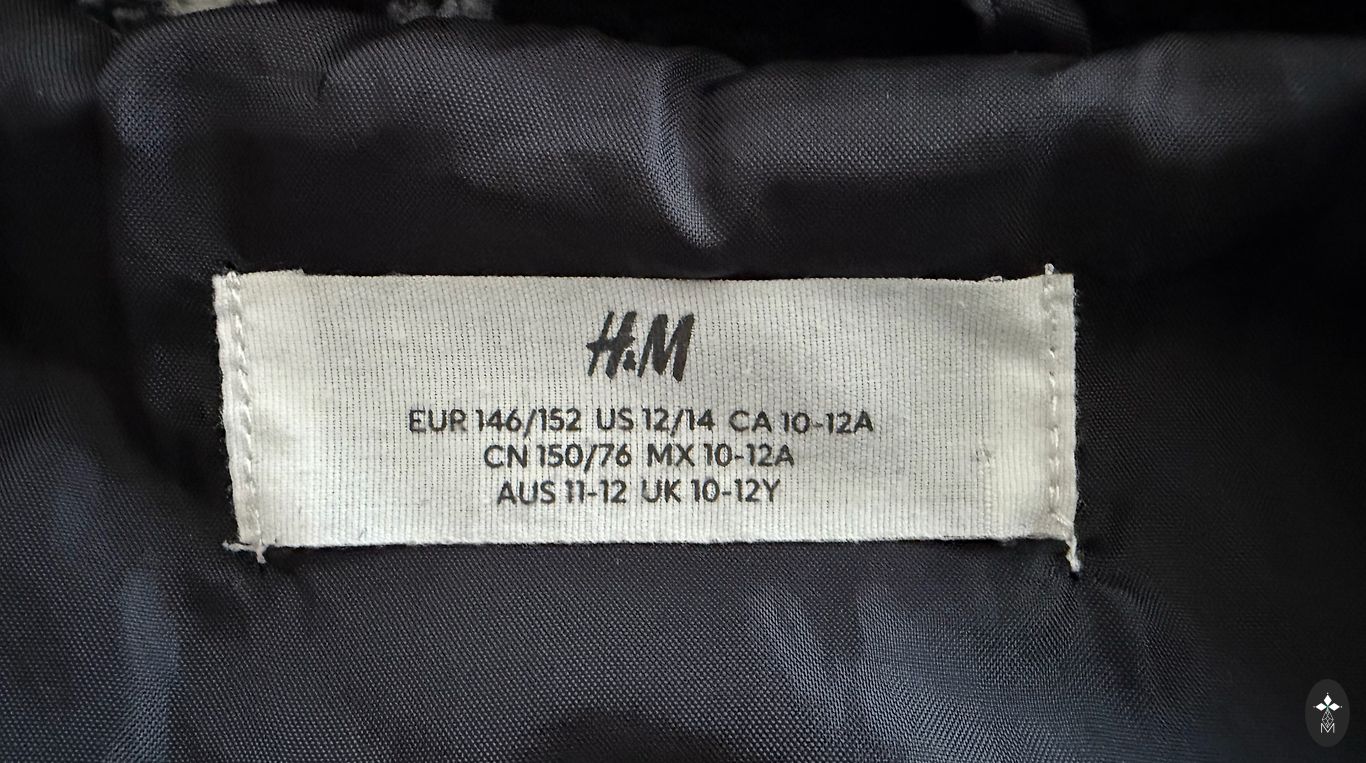 H&M
EUR 146/152 US 12/14 CA 10-12A
CN 150/76 MX 10-12A
AUS 11-12 UK 10-12Y
M